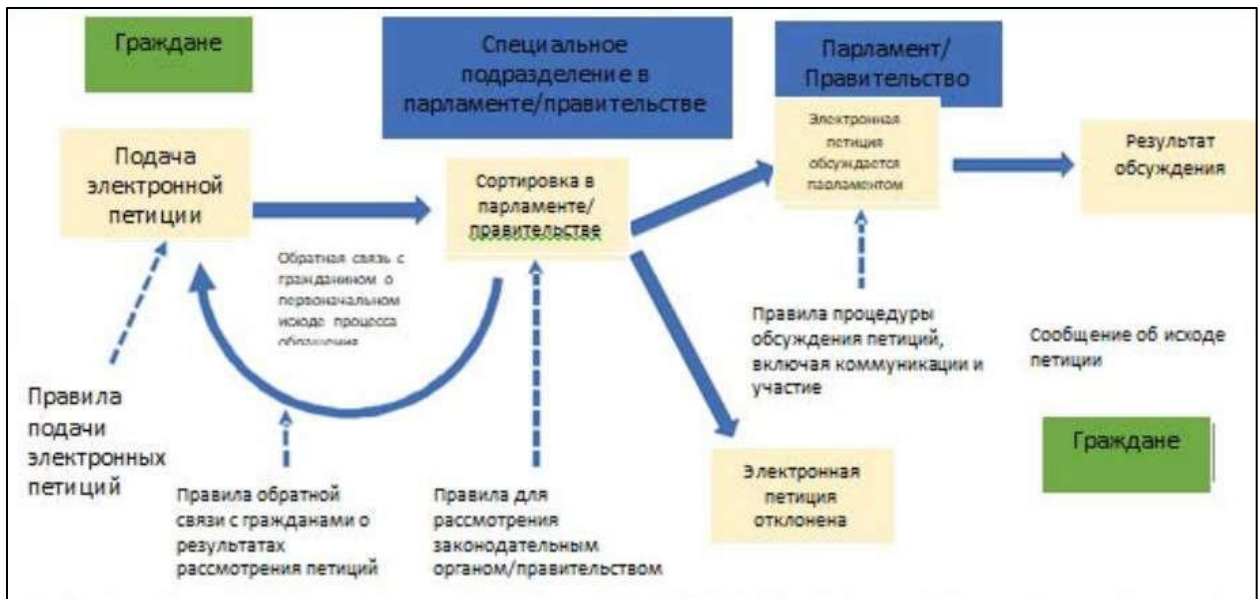 Граждане
Специальное
подразделение в
парламенте/правительстве
Парламент/
Правительство
Подача
электронной
петиции
Сортировка в
парламенте/
правительстве
Электронная
петиция
обсуждается
парламентом
Результат
обсуждения
Обратная связь с
гражданином о
первоначальном
исходе процесса
обращения
Правила
подачи
электронных
петиций
Правила обратной
связи с гражданами о
результатах
рассмотрения петиций
Правила для
рассмотрения
законодательным
органом/правительством
Электронная
петиция
отклонена
Правила процедуры
обсуждения петиций,
включая коммуникации и
участие
Сообщение об исходе
петиции
Граждане